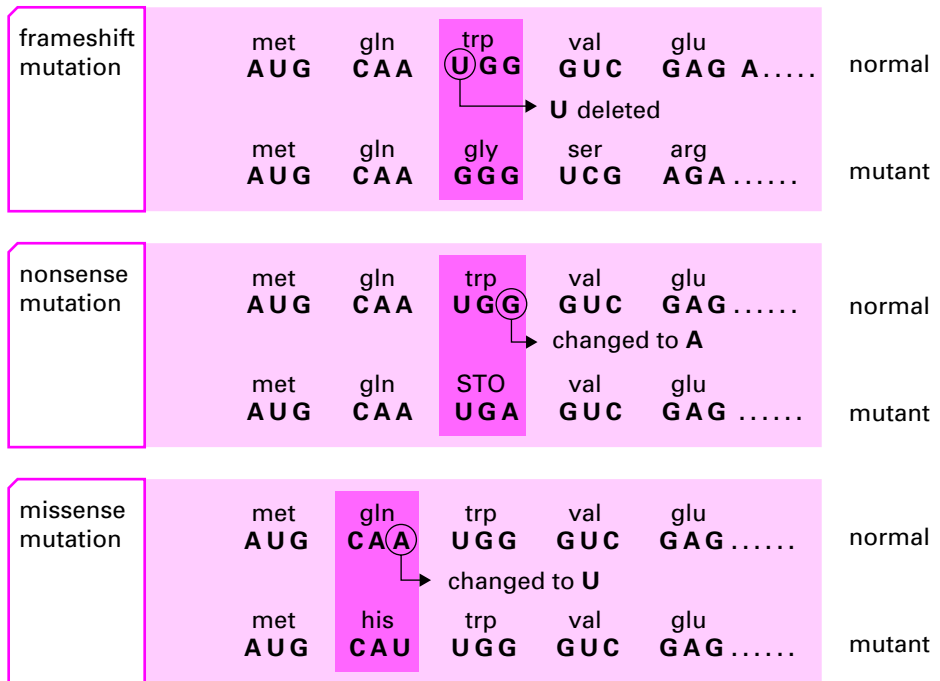 frameshift mutation
met gln trp val glu
AUG CAA UGG GUC GAG A.....
normal
U deleted
met gln gly ser arg
AUG CAA GGG UCG AGA......
mutant
nonsense mutation
met gln trp val glu
AUG CAA UGG GUC GAG......
normal
changed to A
met gln STO val glu
AUG CAA UGA GUC GAG......
mutant
missense mutation
met gln trp val glu
AUG CAA UGG GUC GAG......
normal
changed to U
met his trp val glu
AUG CAU UGG GUC GAG......
mutant